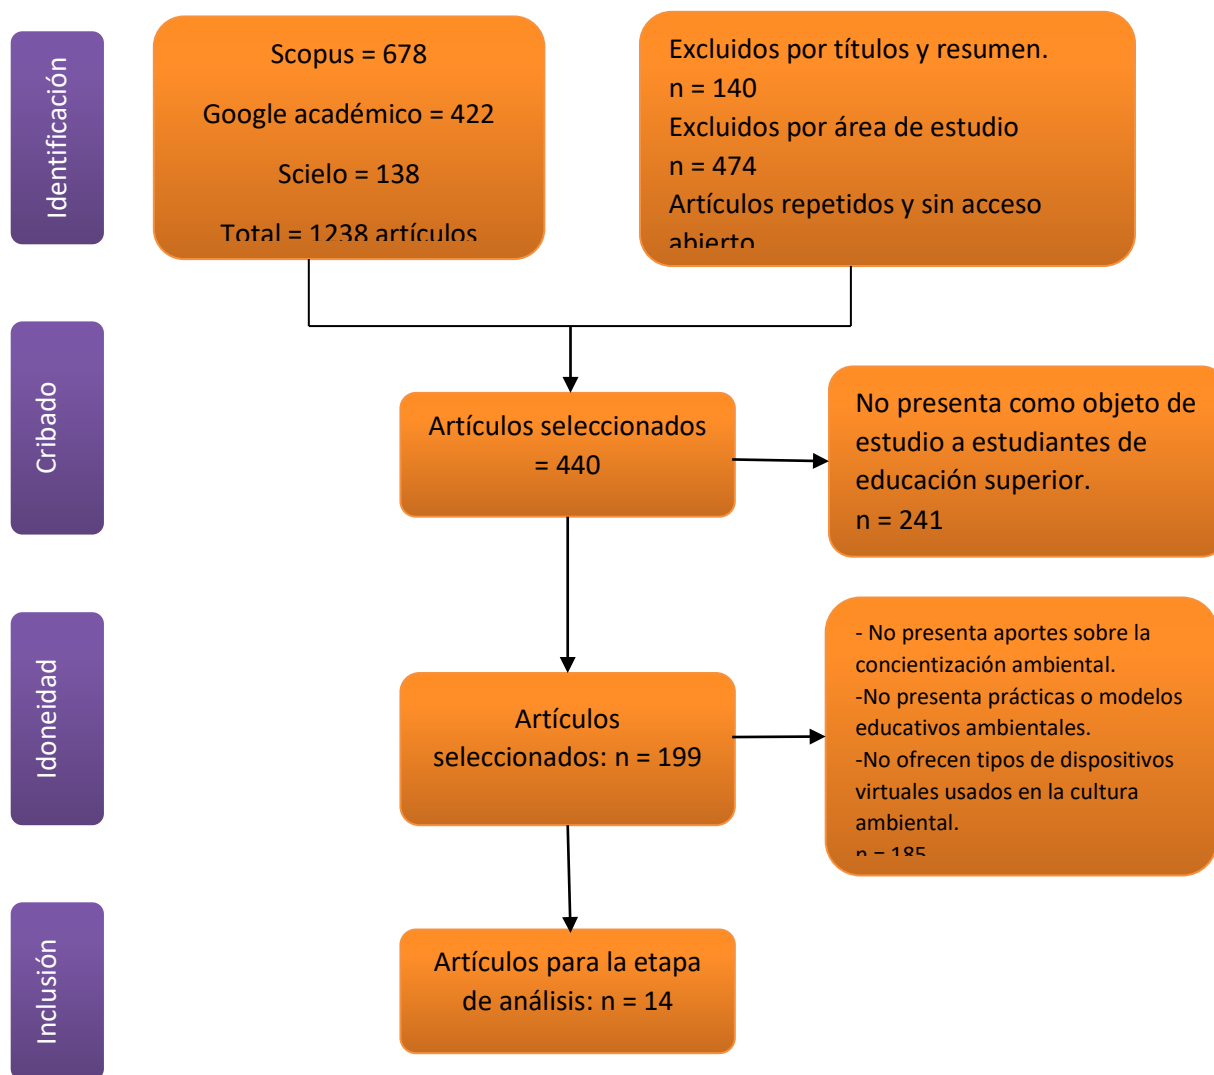 Identificación
Scopus = 678
Google académico = 422
Scielo = 138
Total = 1238 artículos
Excluidos por títulos y resumen.
n = 140
Excluidos por área de estudio
n = 474
Artículos repetidos y sin acceso
abierto
Cribado
Artículos seleccionados
= 440
No presenta como objeto de
estudio a estudiantes de
educación superior.
n = 241
Idoneidad
Artículos
seleccionados: n = 199
- No presenta aportes sobre la
concientización ambiental.
-No presenta prácticas o modelos
educativos ambientales.
-No ofrecen tipos de dispositivos
virtuales usados en la cultura
ambiental.
n = 185
Inclusión
Artículos para la etapa
de análisis: n = 14